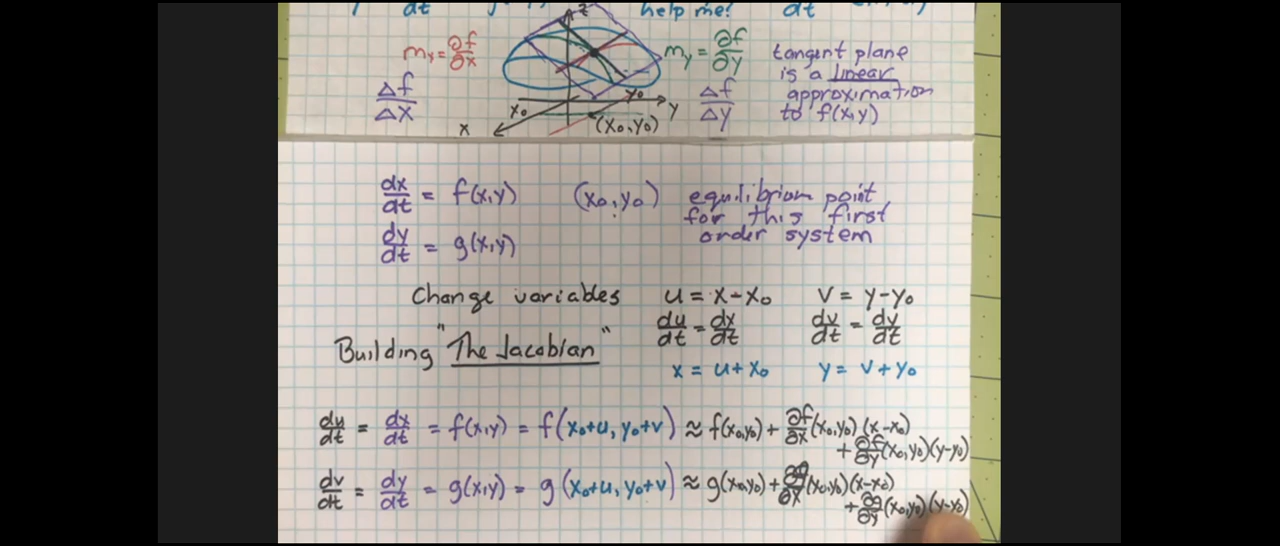 dt help me! dt
z
m_y = ∂f/∂x m_y = ∂f/∂y tangent plane
is a linear
Δf/Δx Δf/Δy approximation
x₀ y₀ y to f(x,y)
x (x₀,y₀)
dx/dt = f(x,y) (x₀,y₀) equilibrium point
for this first
dy/dt = g(x,y) order system
Change variables u = x-x₀ v = y-y₀
du/dt = dx/dt dv/dt = dy/dt
Building "The Jacobian"
x = u+x₀ y = v+y₀
du/dt = dx/dt = f(x,y) = f(x₀+u, y₀+v) ≈ f(x₀,y₀) + ∂f/∂x (x₀,y₀) (x-x₀)
+ ∂f/∂y (x₀,y₀)(y-y₀)
dv/dt = dy/dt = g(x,y) = g(x₀+u, y₀+v) ≈ g(x₀,y₀) + ∂g/∂x (x₀,y₀)(x-x₀)
+ ∂g/∂y (x₀,y₀)(y-y₀)